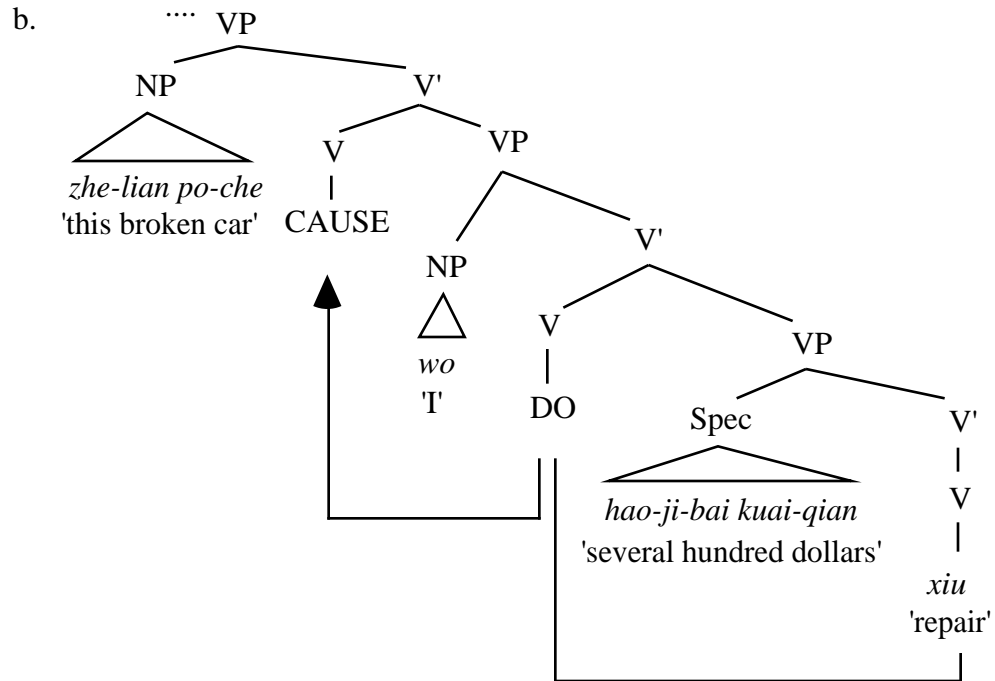 b. .... VP
NP V'
V VP
zhe-lian po-che
'this broken car' CAUSE
NP V'
V VP
wo
'I' DO Spec V'
hao-ji-bai kuai-qian V
'several hundred dollars'
xiu
'repair'